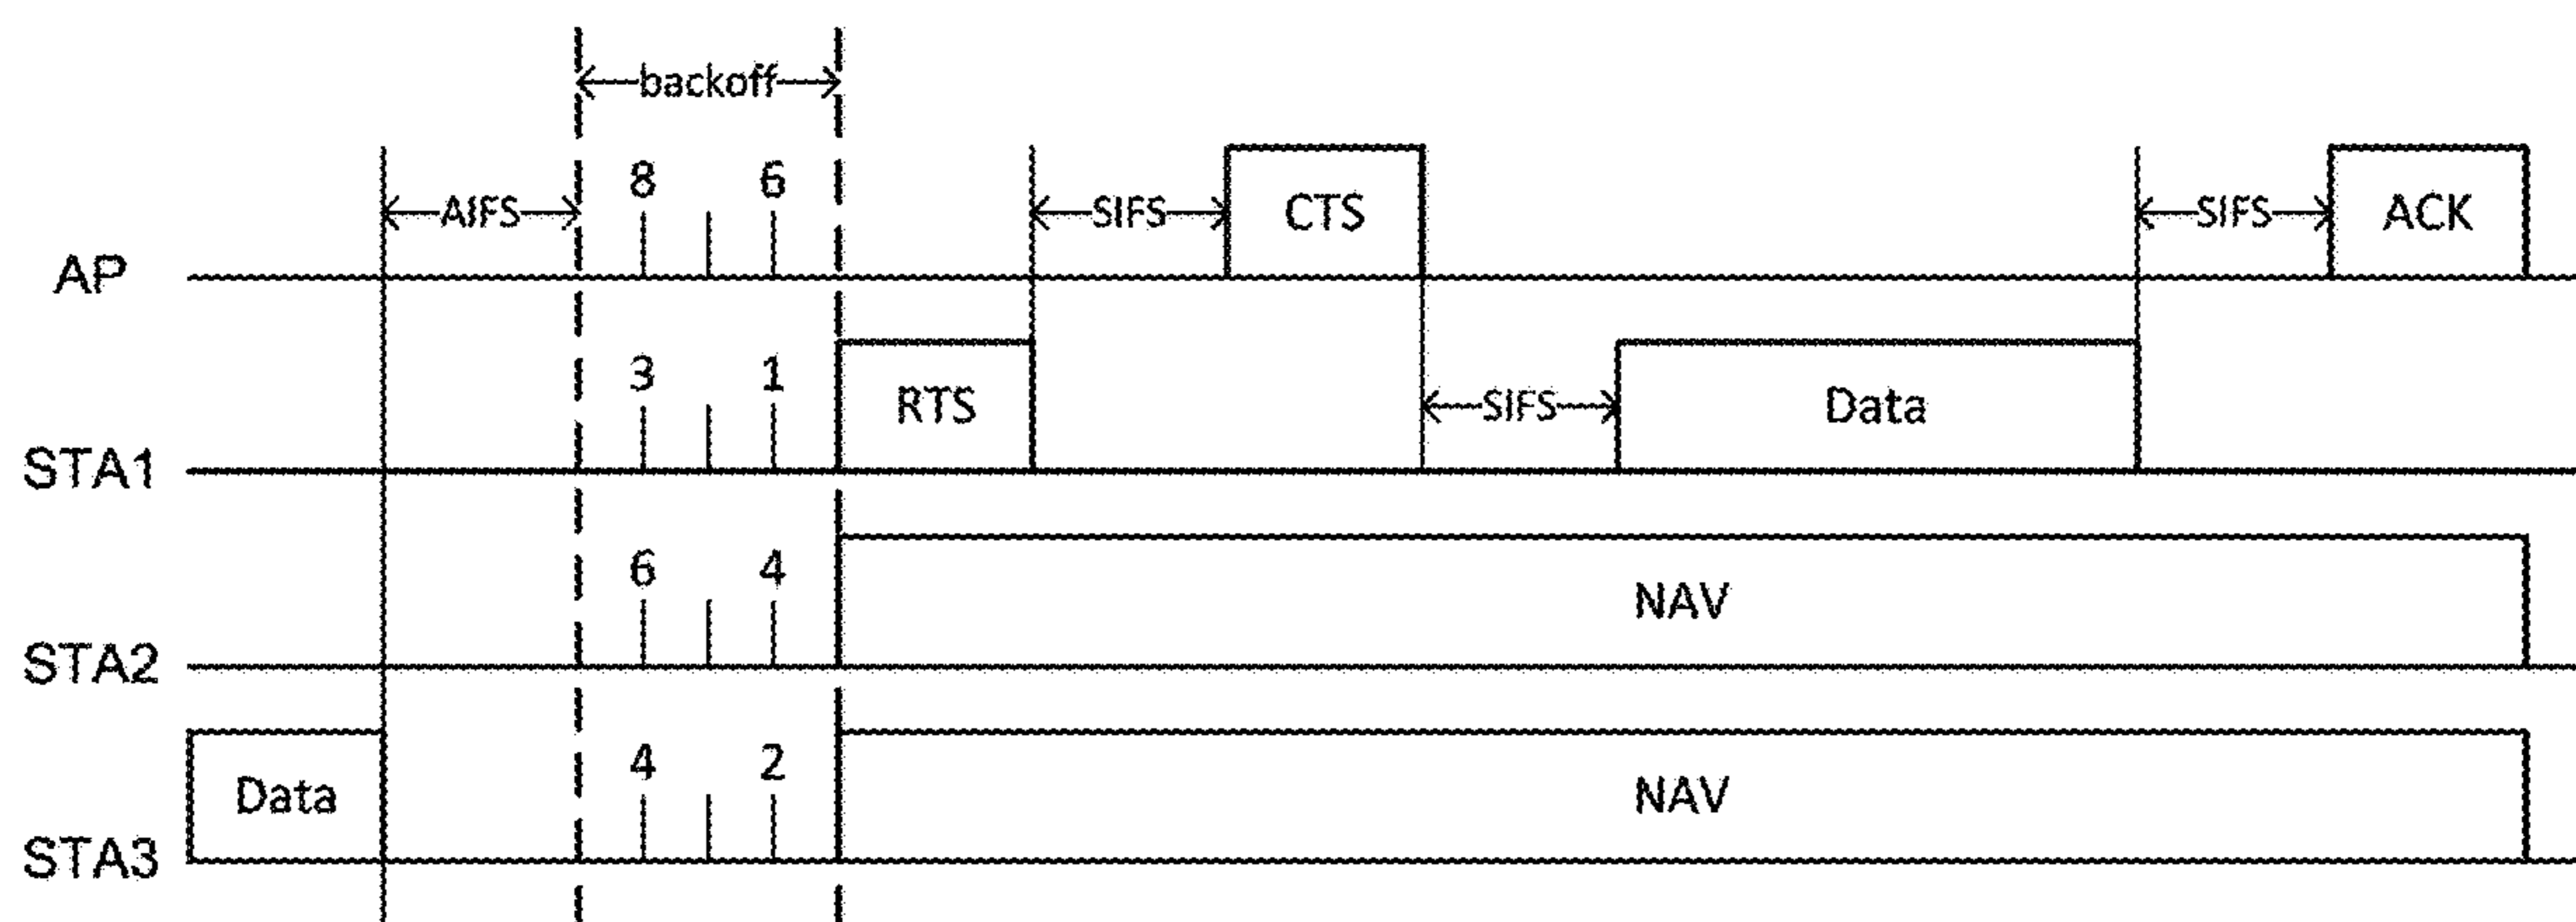 backoff
8 6
AIFS SIFS CTS SIFS ACK
AP
3 1
RTS SIFS Data
STA1
6 4
NAV
STA2
4 2
Data NAV
STA3